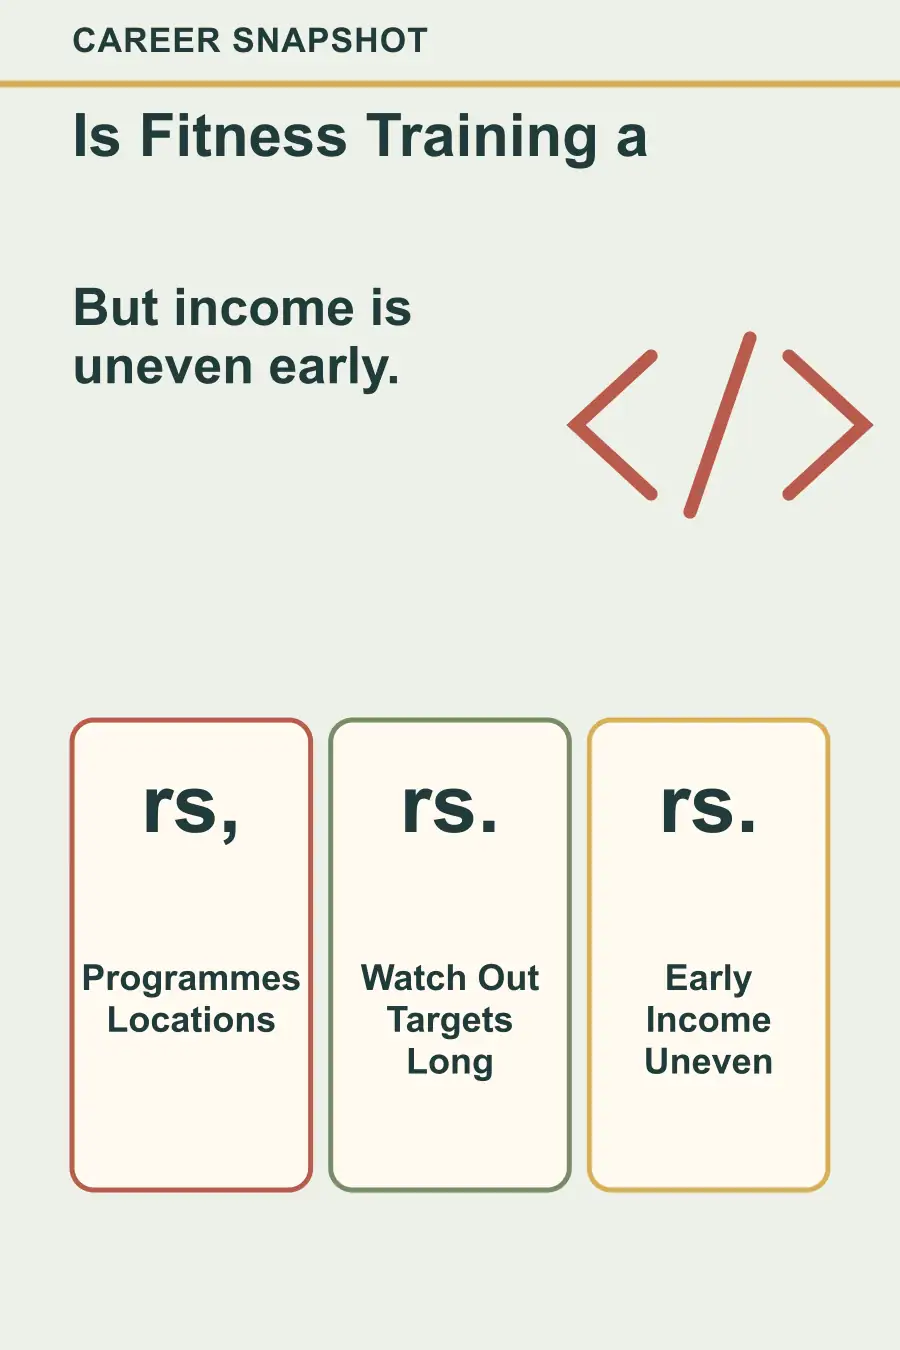 CAREER SNAPSHOT
Is Fitness Training a
But income is
uneven early.
rs,
Programmes
Locations
rs.
Watch Out
Targets
Long
rs.
Early
Income
Uneven